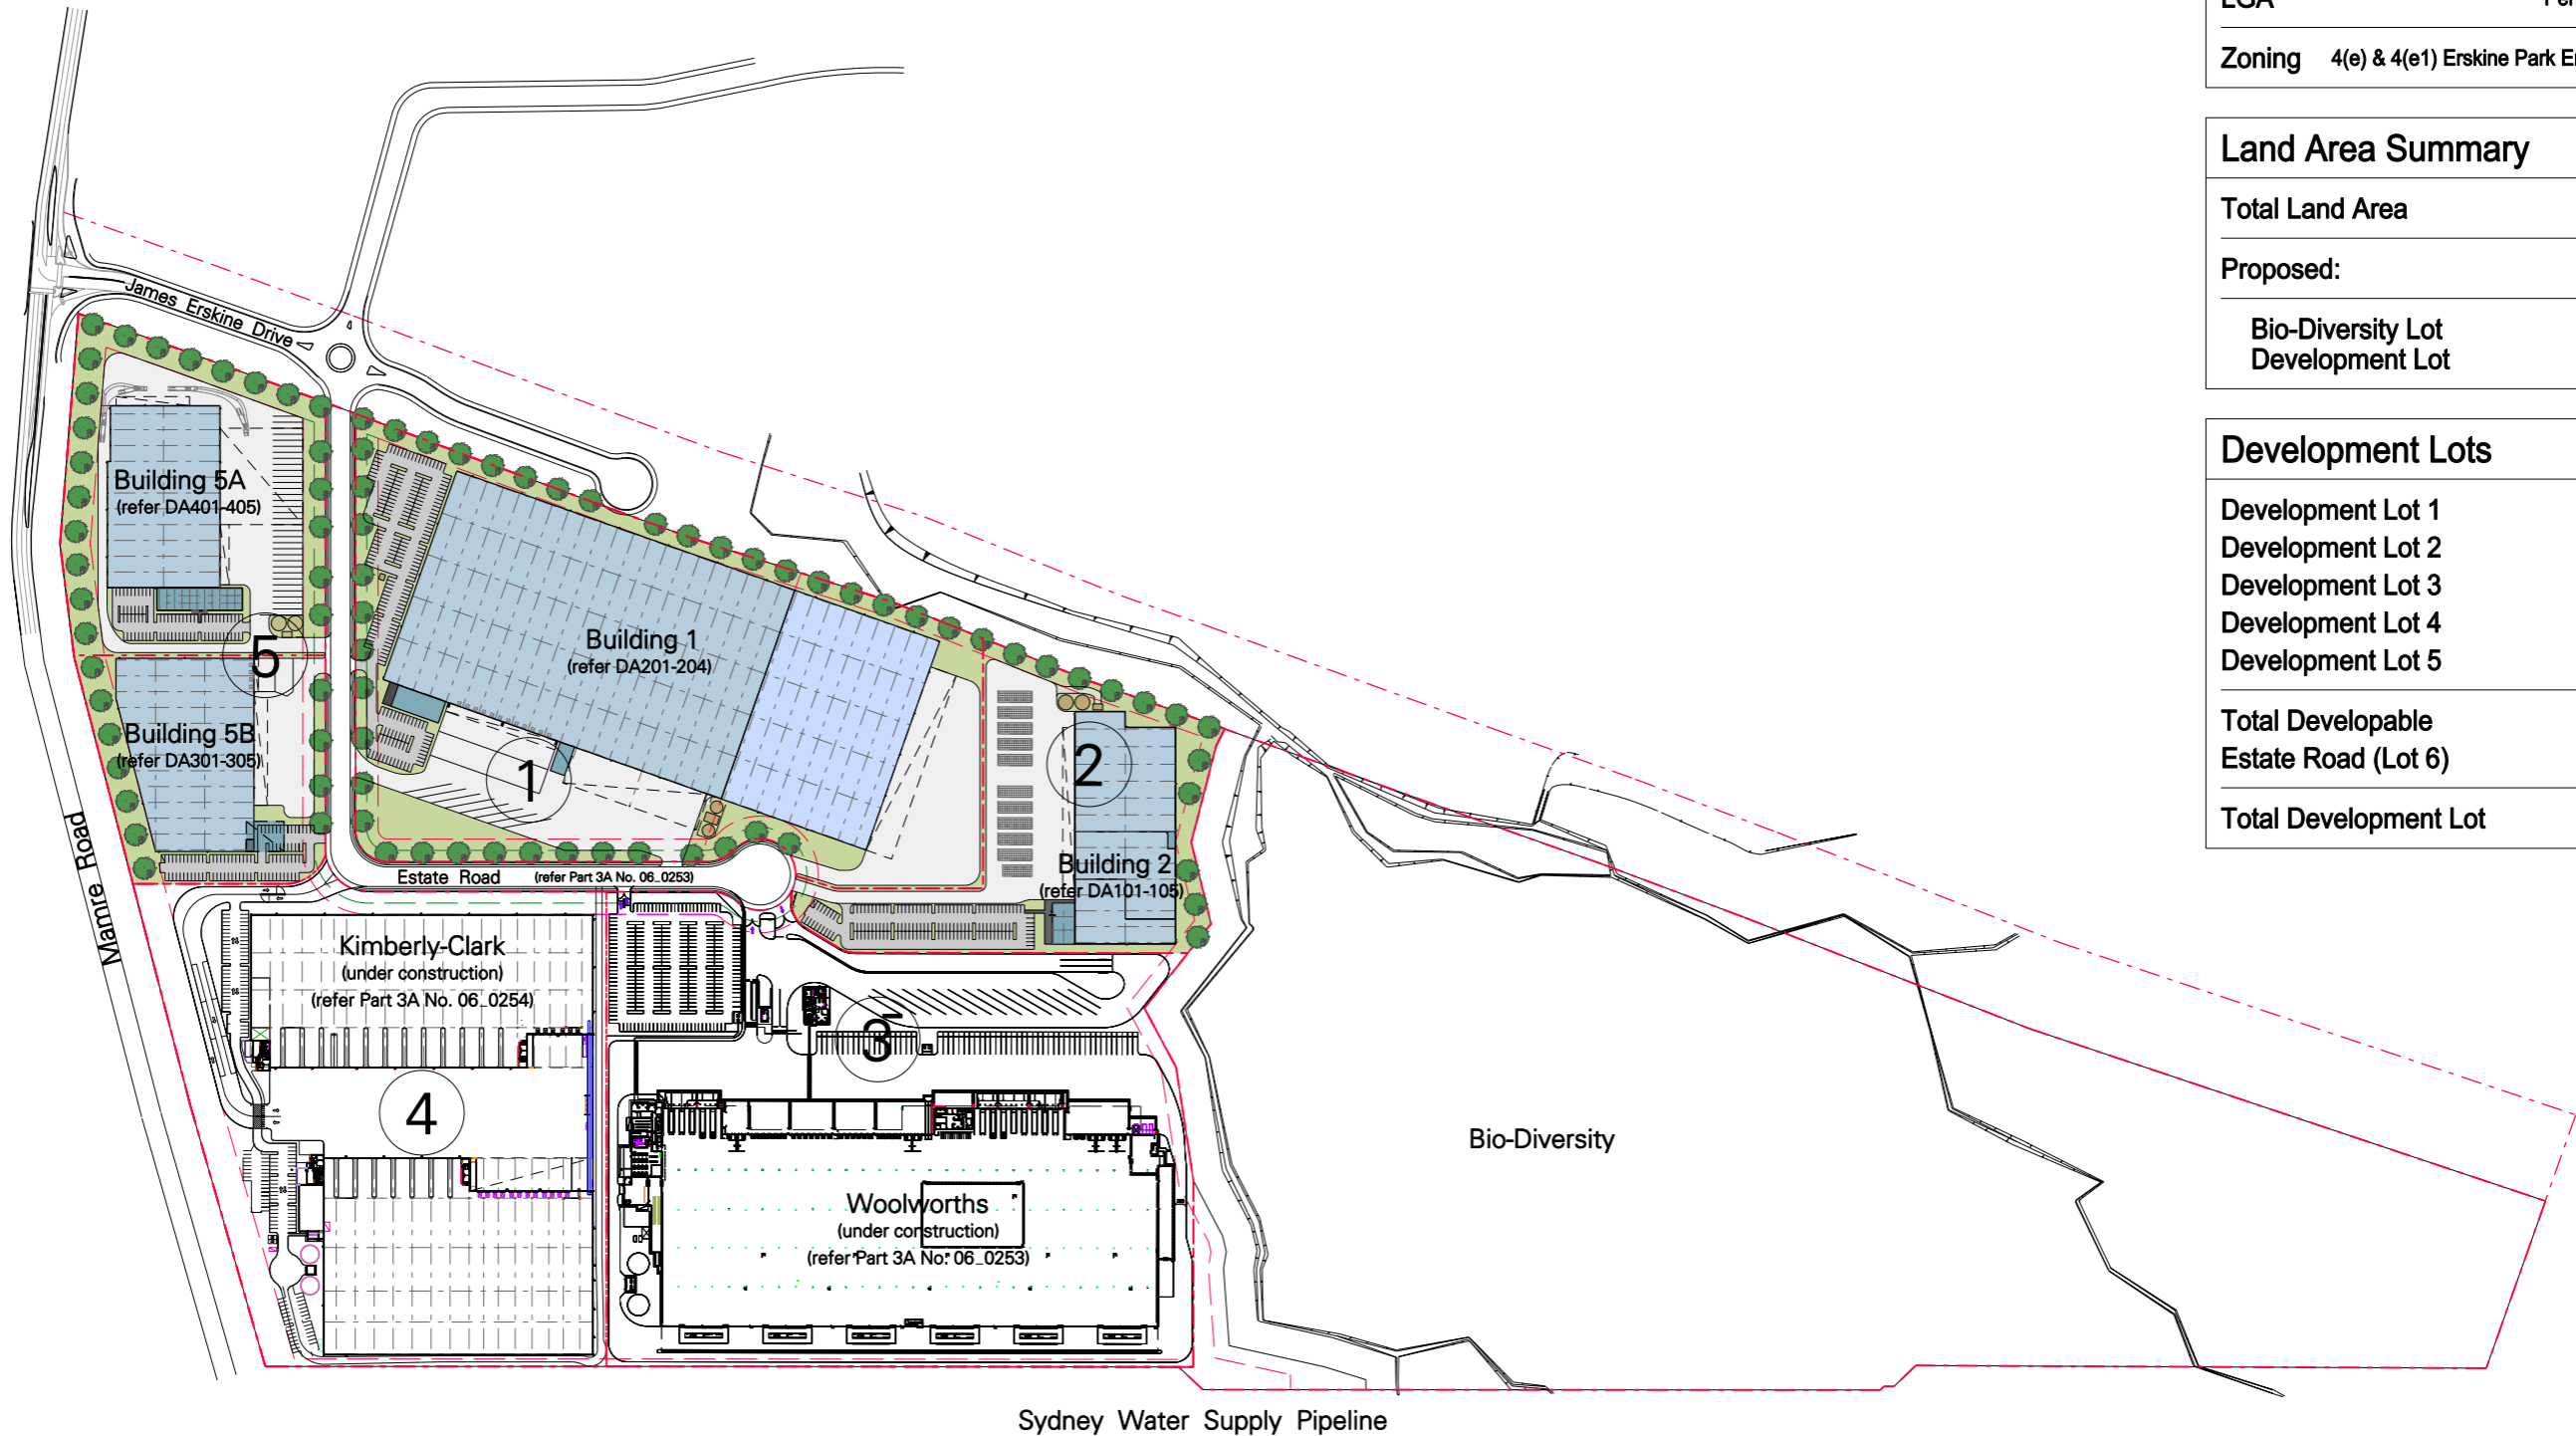 Zoning 4(e) & 4(e1) Erskine Park
Land Area Summary
Total Land Area
Proposed:
Bio-Diversity Lot
Development Lot
Development Lots
Development Lot 1
Development Lot 2
Development Lot 3
Development Lot 4
Development Lot 5
Total Developable
Estate Road (Lot 6)
Total Development Lot
James Erskine Drive
Building 5A
(refer DA401-405)
5
Building 5B
(refer DA301-305)
Building 1
(refer DA201-204)
1
2
Building 2
(refer DA101-105)
Mamre Road
Estate Road (refer Part 3A No. 06_0253)
Kimberly-Clark
(under construction)
(refer Part 3A No. 06_0254)
4
3
Woolworths
(under construction)
(refer Part 3A No. 06_0253)
Bio-Diversity
Sydney Water Supply Pipeline